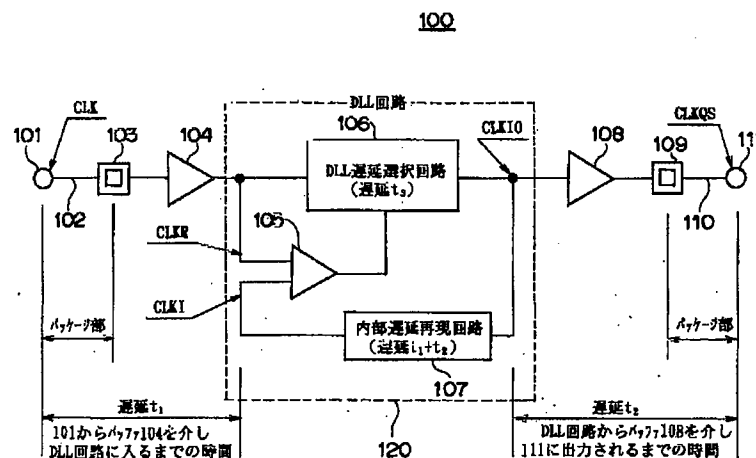 100
CLK
DLL回路
CLKIO
CLKQS
101
103
104
106
108
109
11
DLL遅延選択回路
(遅延t₃)
102
105
110
CLKR
CLKI
パッケージ部
内部遅延再現回路
(遅延t₁+t₂)
107
パッケージ部
遅延t₁
101からバッファ104を介し
DLL回路に入るまでの時間
120
遅延t₂
DLL回路からバッファ108を介し
111に出力されるまでの時間